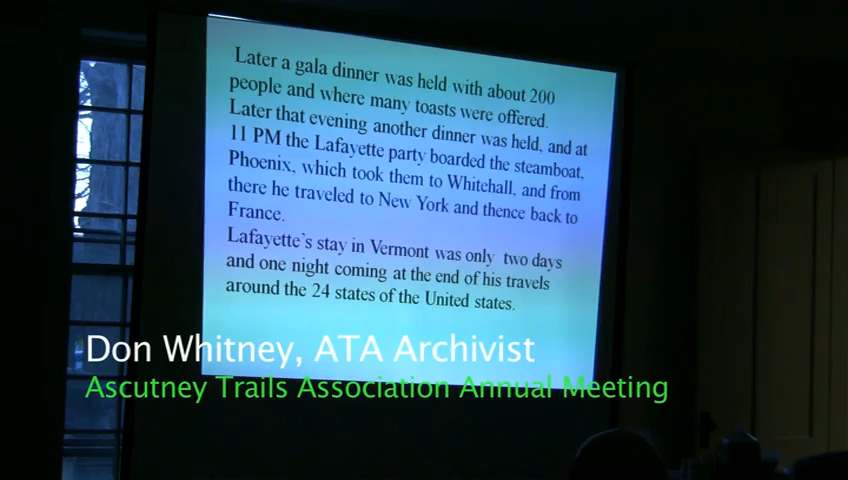 Later a gala dinner was held with about 200
people and where many toasts were offered.
Later that evening another dinner was held, and at
11 PM the Lafayette party boarded the steamboat,
Phoenix, which took them to Whitehall, and from
there he traveled to New York and thence back to
France.
Lafayette's stay in Vermont was only two days
and one night coming at the end of his travels
around the 24 states of the United states.
Don Whitney, ATA Archivist
Ascutney Trails Association Annual Meeting